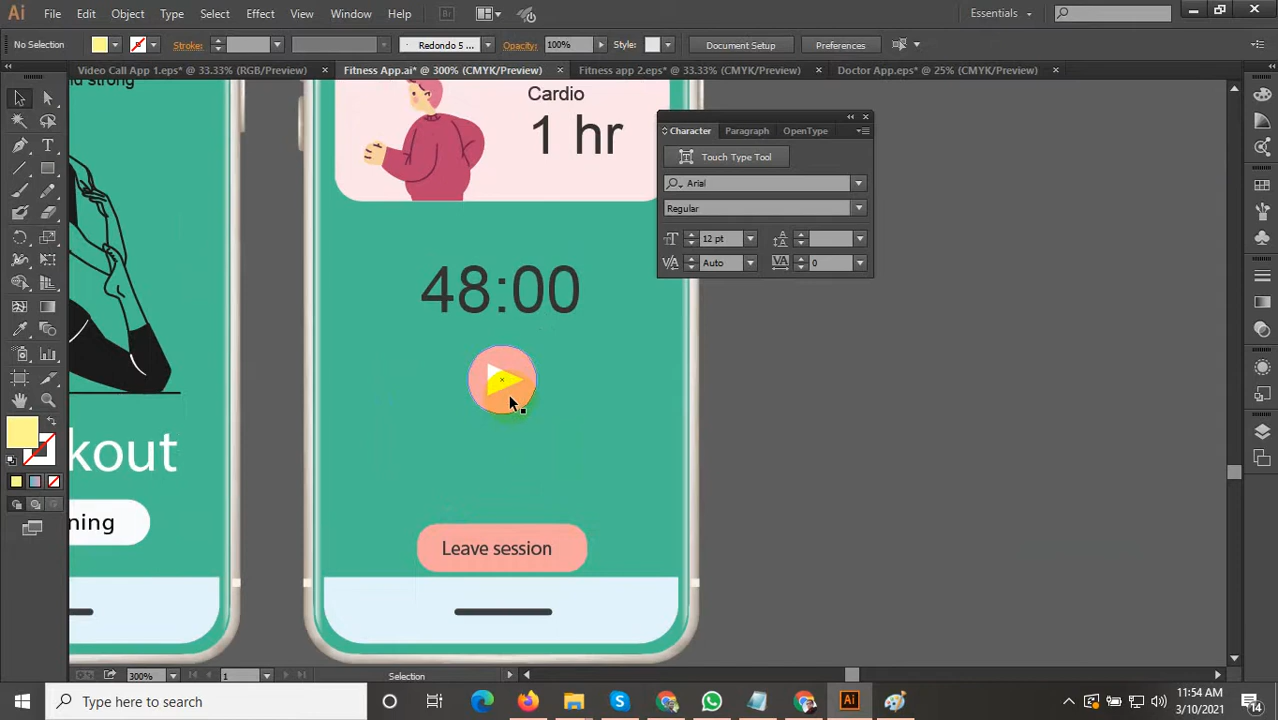 Ai File Edit Object Type Select Effect View Window Help Br Essentials
No Selection Stroke: Redondo 5 ... Opacity: 100% Style: Document Setup Preferences
Video Call App 1.eps* @ 33.33% (RGB/Preview) × Fitness App.ai* @ 300% (CMYK/Preview) × Fitness app 2.eps* @ 33.33% (CMYK/Preview) × Doctor App.eps* @ 25% (CMYK/Preview) ×
nd strong
Cardio
1 hr
Character Paragraph OpenType
Touch Type Tool
Arial
Regular
12 pt
Auto 0
48:00
kout
ning
Leave session
300% 1 Selection
Type here to search
11:54 AM
3/10/2021
14